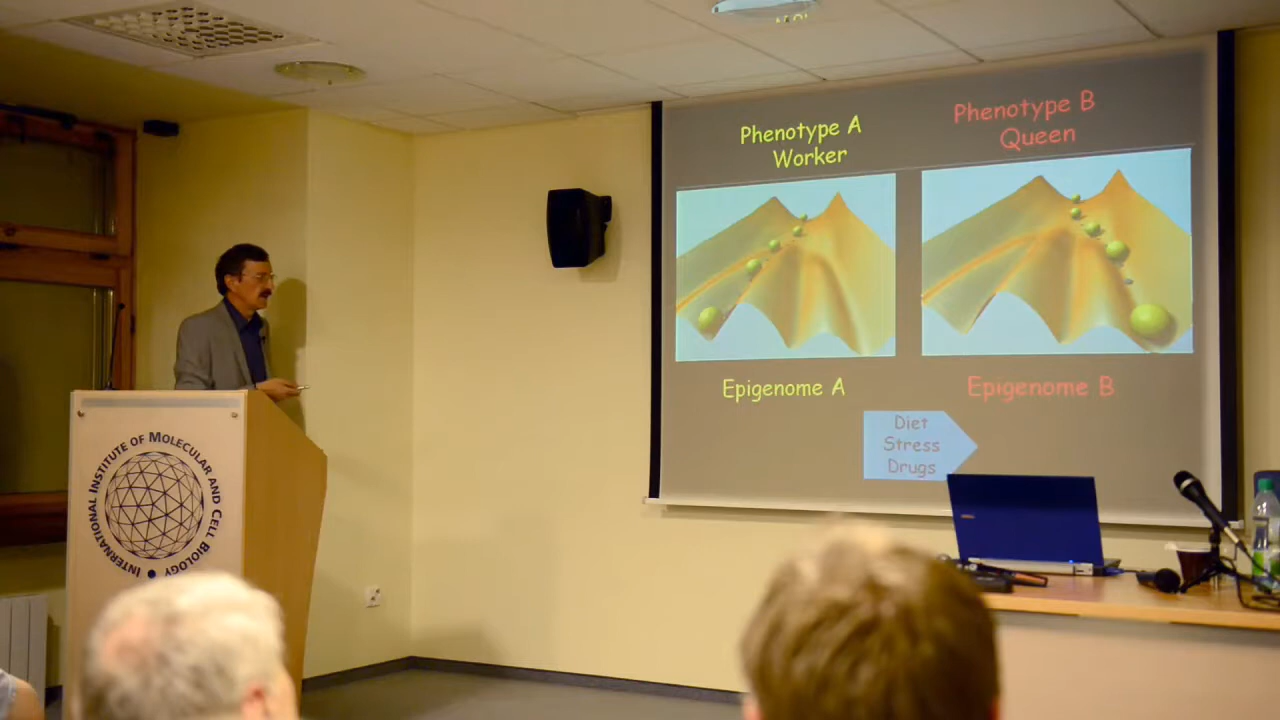 Phenotype A
Worker
Phenotype B
Queen
Epigenome A
Epigenome B
Diet
Stress
Drugs
INTERNATIONAL INSTITUTE OF MOLECULAR AND CELL BIOLOGY